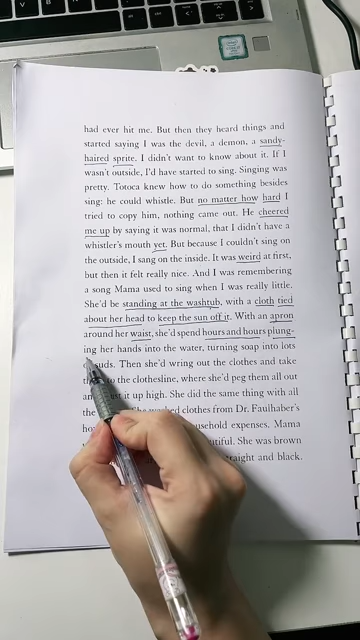 had ever hit me. But then they heard things and
started saying I was the devil, a demon, a sandy-
haired sprite. I didn't want to know about it. If I
wasn't outside, I'd have started to sing. Singing was
pretty. Totoca knew how to do something besides
sing: he could whistle. But no matter how hard I
tried to copy him, nothing came out. He cheered
me up by saying it was normal, that I didn't have a
whistler's mouth yet. But because I couldn't sing on
the outside, I sang on the inside. It was weird at first,
but then it felt really nice. And I was remembering
a song Mama used to sing when I was really little.
She'd be standing at the washtub, with a cloth tied
about her head to keep the sun off it. With an apron
around her waist, she'd spend hours and hours plung-
ing her hands into the water, turning soap into lots
Then she'd wring out the clothes and take
to the clothesline, where she'd peg them all out
it up high. She did the same thing with all
the clothes from Dr. Faulhaber's
household expenses. Mama
She was brown
straight and black.